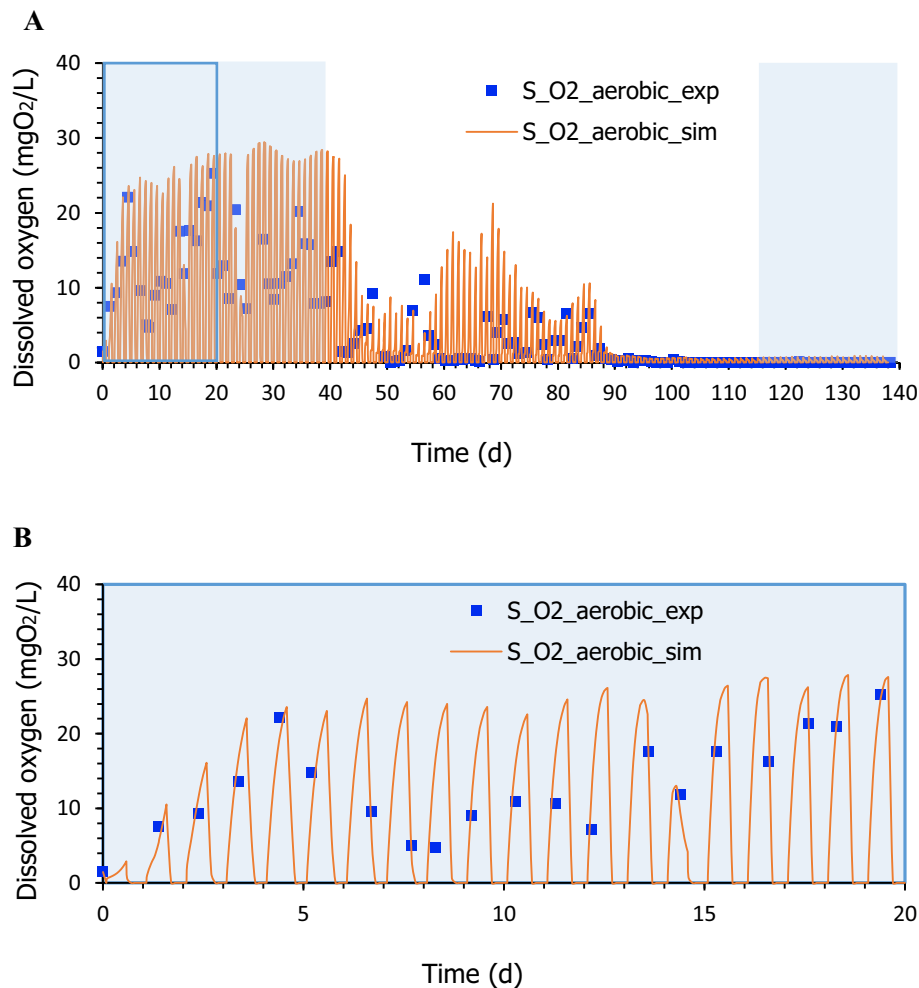 A
40
30
20
10
0
Dissolved oxygen (mgO2/L)
S_O2_aerobic_exp
S_O2_aerobic_sim
0 10 20 30 40 50 60 70 80 90 100 110 120 130 140
Time (d)
B
40
30
20
10
0
Dissolved oxygen (mgO2/L)
S_O2_aerobic_exp
S_O2_aerobic_sim
0 5 10 15 20
Time (d)